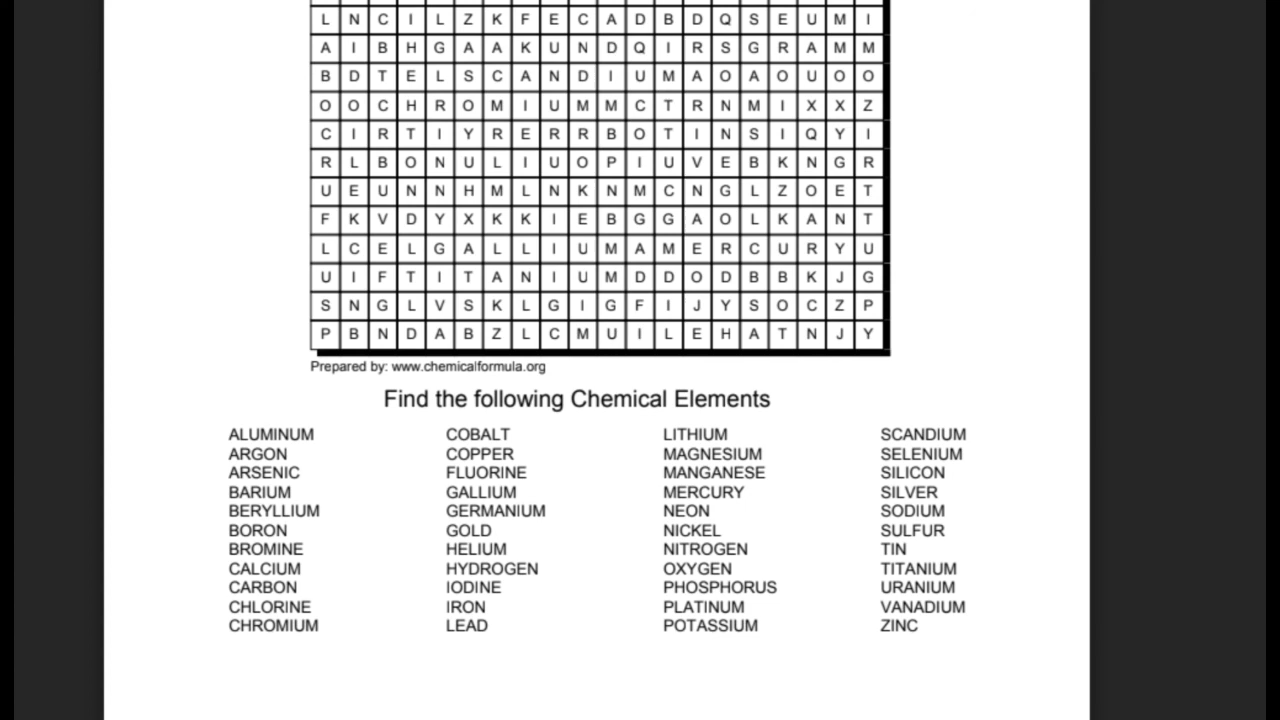 L N C I L Z K F E C A D B D Q S E U M I
A I B H G A A K U N D Q I R S G R A M M
B D T E L S C A N D I U M A O A O U O O
O O C H R O M I U M M C T R N M I X X Z
C I R T I Y R E R R B O T I N S I Q Y I
R L B O N U L I U O P I U V E B K N G R
U E U N N H M L N K N M C N G L Z O E T
F K V D Y X K K I E B G G A O L K A N T
L C E L G A L L I U M A M E R C U R Y U
U I F T I T A N I U M D D O D B B K J G
S N G L V S K L G I G F I J Y S O C Z P
P B N D A B Z L C M U I L E H A T N J Y
Prepared by: www.chemicalformula.org
Find the following Chemical Elements
ALUMINUM COBALT LITHIUM SCANDIUM
ARGON COPPER MAGNESIUM SELENIUM
ARSENIC FLUORINE MANGANESE SILICON
BARIUM GALLIUM MERCURY SILVER
BERYLLIUM GERMANIUM NEON SODIUM
BORON GOLD NICKEL SULFUR
BROMINE HELIUM NITROGEN TIN
CALCIUM HYDROGEN OXYGEN TITANIUM
CARBON IODINE PHOSPHORUS URANIUM
CHLORINE IRON PLATINUM VANADIUM
CHROMIUM LEAD POTASSIUM ZINC